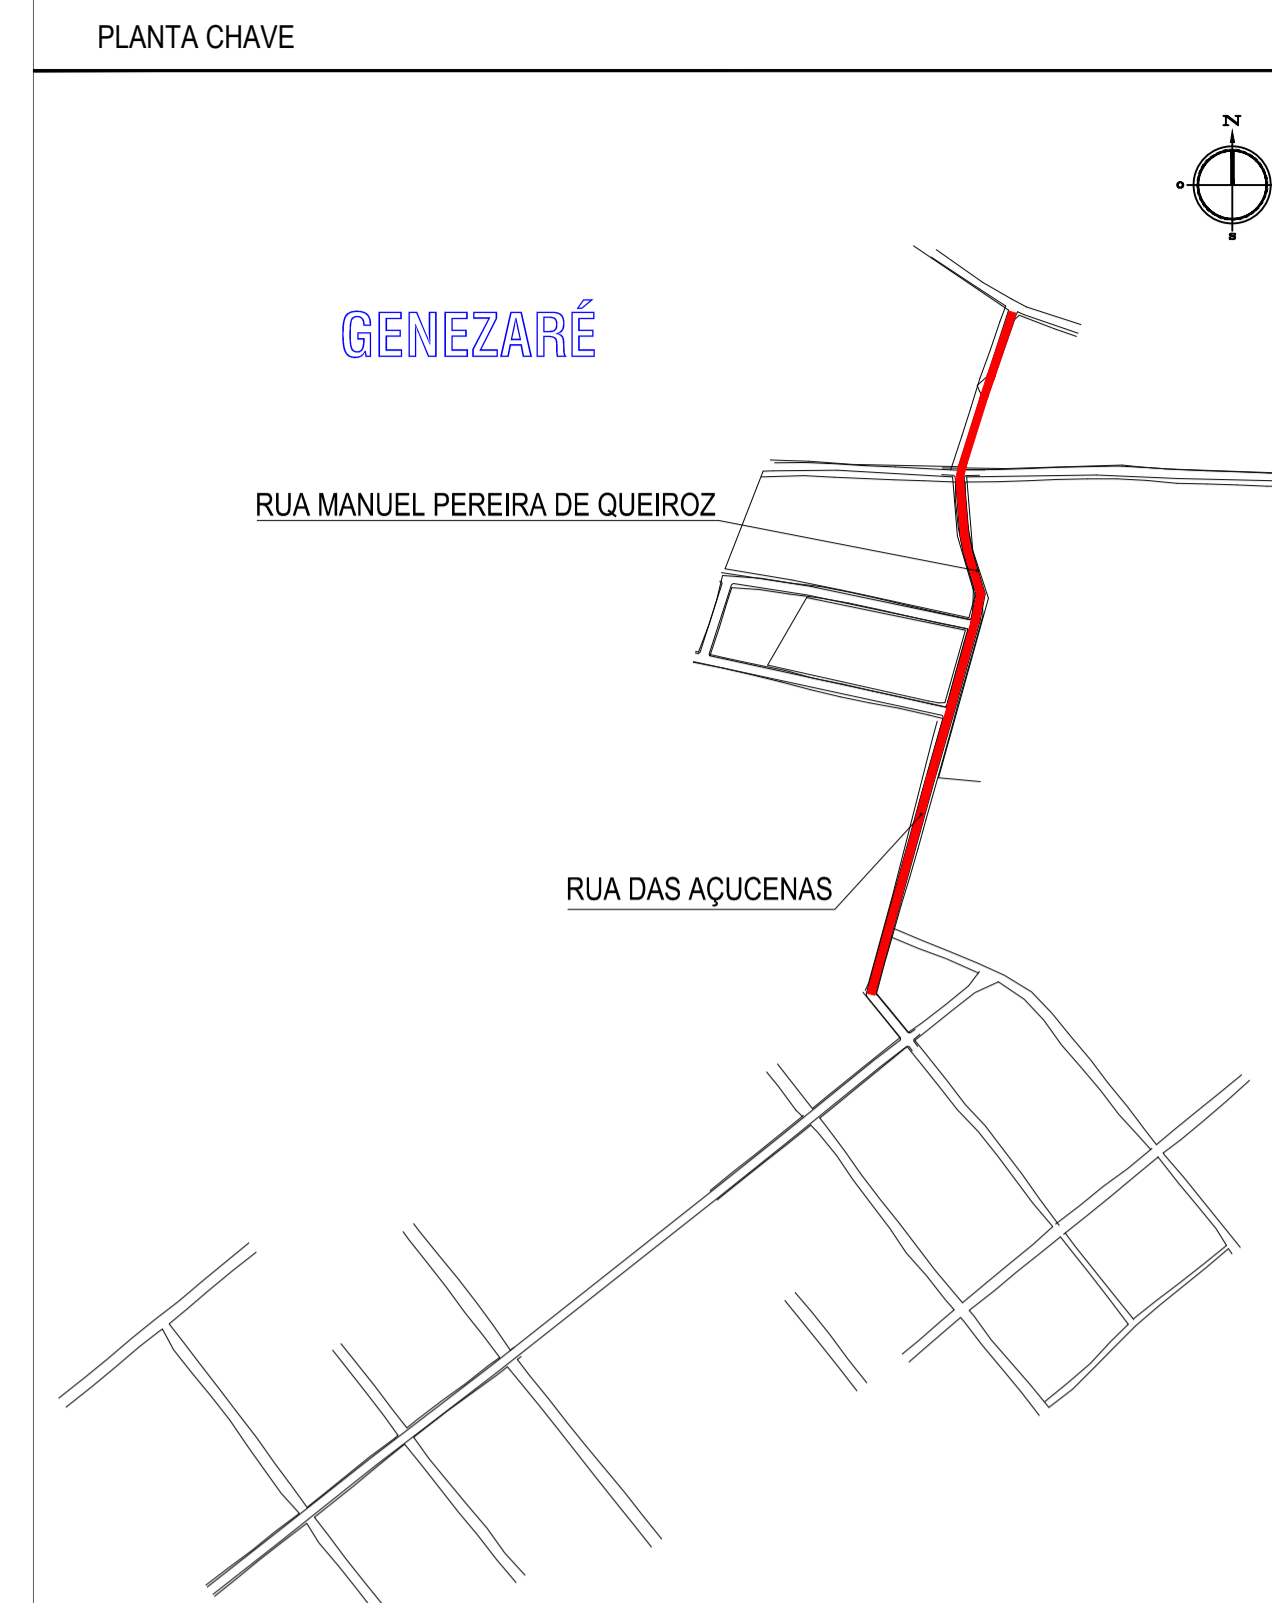 PLANTA CHAVE
N
O
S
GENEZARÉ
RUA MANUEL PEREIRA DE QUEIROZ
RUA DAS AÇUCENAS